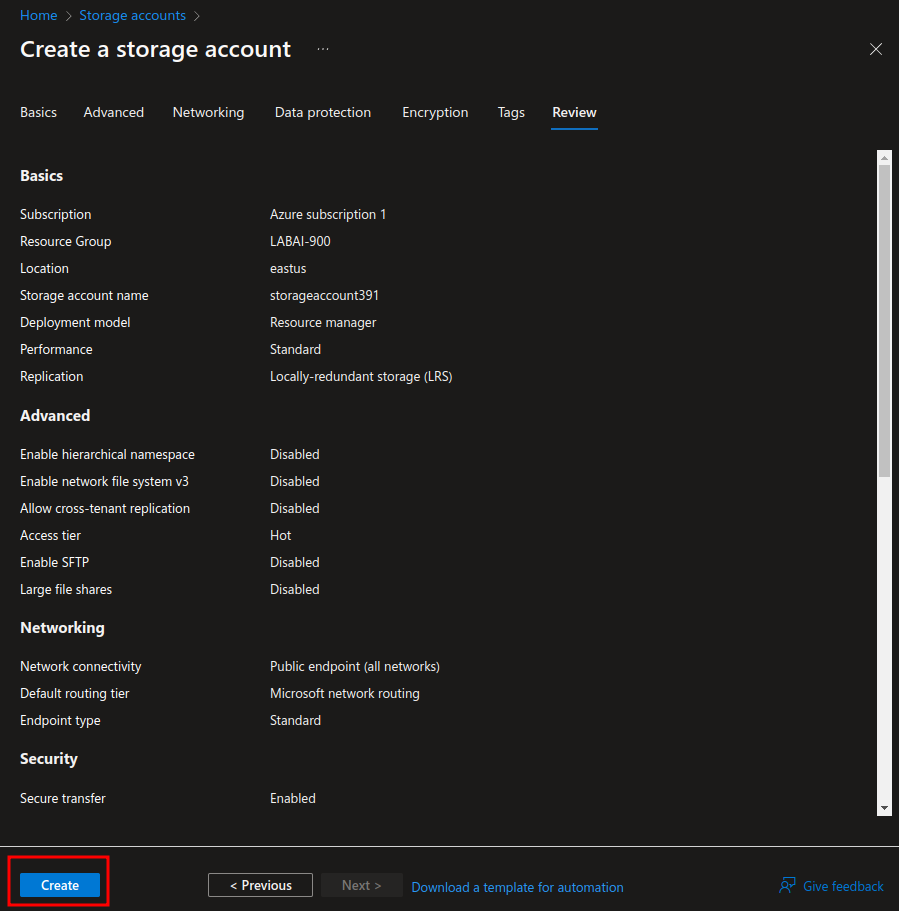 Home > Storage accounts >
Create a storage account ...
Basics Advanced Networking Data protection Encryption Tags Review
Basics
Subscription Azure subscription 1
Resource Group LABAI-900
Location eastus
Storage account name storageaccount391
Deployment model Resource manager
Performance Standard
Replication Locally-redundant storage (LRS)
Advanced
Enable hierarchical namespace Disabled
Enable network file system v3 Disabled
Allow cross-tenant replication Disabled
Access tier Hot
Enable SFTP Disabled
Large file shares Disabled
Networking
Network connectivity Public endpoint (all networks)
Default routing tier Microsoft network routing
Endpoint type Standard
Security
Secure transfer Enabled
Create < Previous Next > Download a template for automation Give feedback